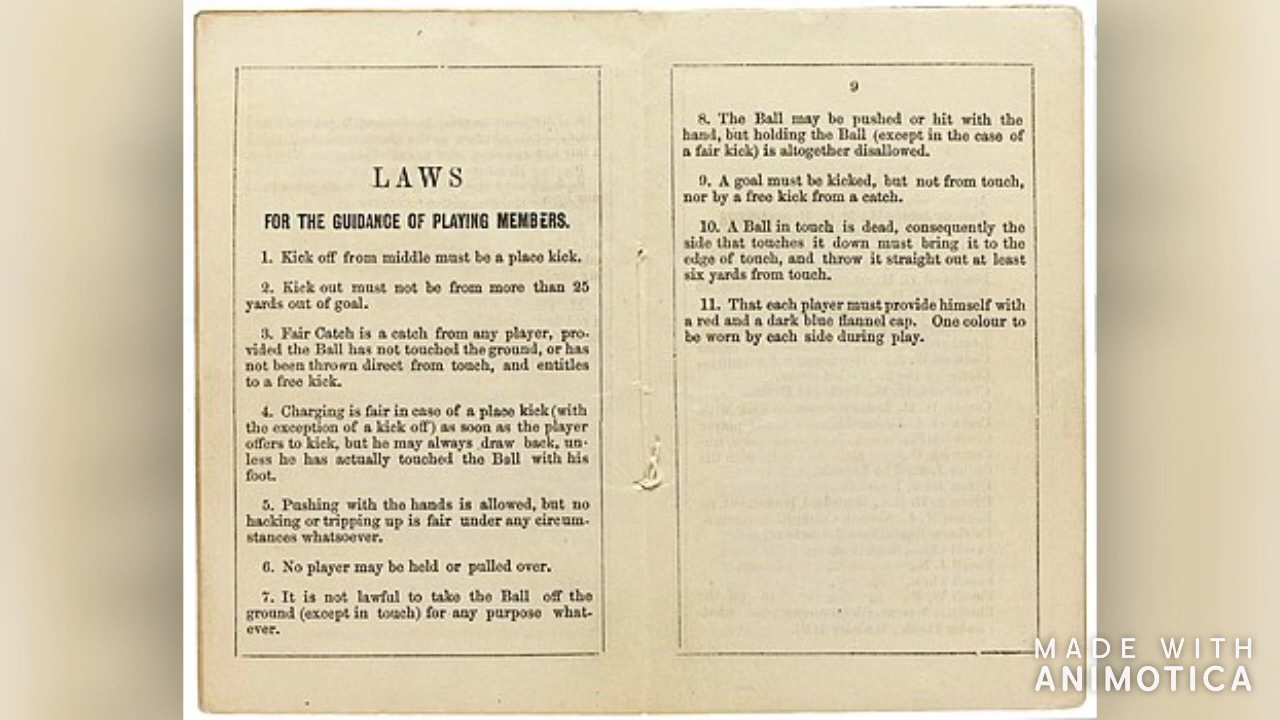 LAWS
FOR THE GUIDANCE OF PLAYING MEMBERS.
1. Kick off from middle must be a place kick.
2. Kick out must not be from more than 25
yards out of goal.
3. Fair Catch is a catch from any player, pro-
vided the Ball has not touched the ground, or has
not been thrown direct from touch, and entitles
to a free kick.
4. Charging is fair in case of a place kick (with
the exception of a kick off) as soon as the player
offers to kick, but he may always draw back, un-
less he has actually touched the Ball with his
foot.
5. Pushing with the hands is allowed, but no
hacking or tripping up is fair under any circum-
stances whatsoever.
6. No player may be held or pulled over.
7. It is not lawful to take the Ball off the
ground (except in touch) for any purpose what-
ever.
9
8. The Ball may be pushed or hit with the
hand, but holding the Ball (except in the case of
a fair kick) is altogether disallowed.
9. A goal must be kicked, but not from touch,
nor by a free kick from a catch.
10. A Ball in touch is dead, consequently the
side that touches it down must bring it to the
edge of touch, and throw it straight out at least
six yards from touch.
11. That each player must provide himself with
a red and a dark blue flannel cap. One colour to
be worn by each side during play.
MADE WITH
ANIMOTICA